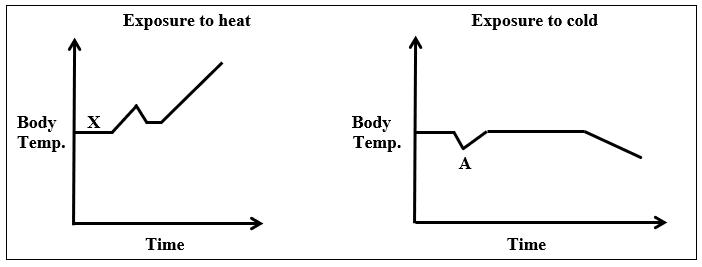 Exposure to heat
Body
Temp.
X
Time
Exposure to cold
Body
Temp.
A
Time